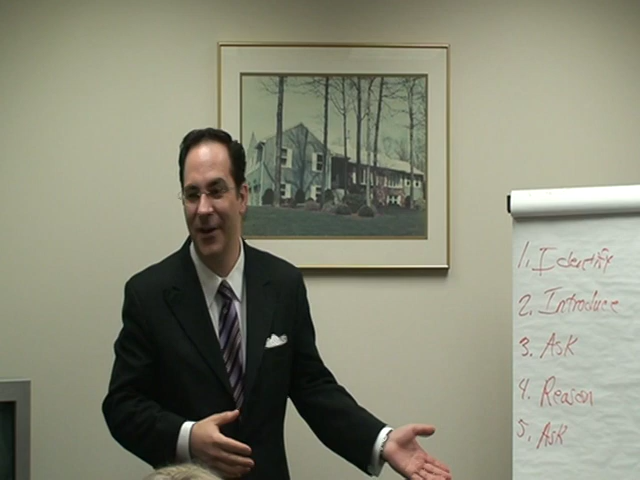 1. Identify
2. Introduce
3. Ask
4. Reason
5. Ask